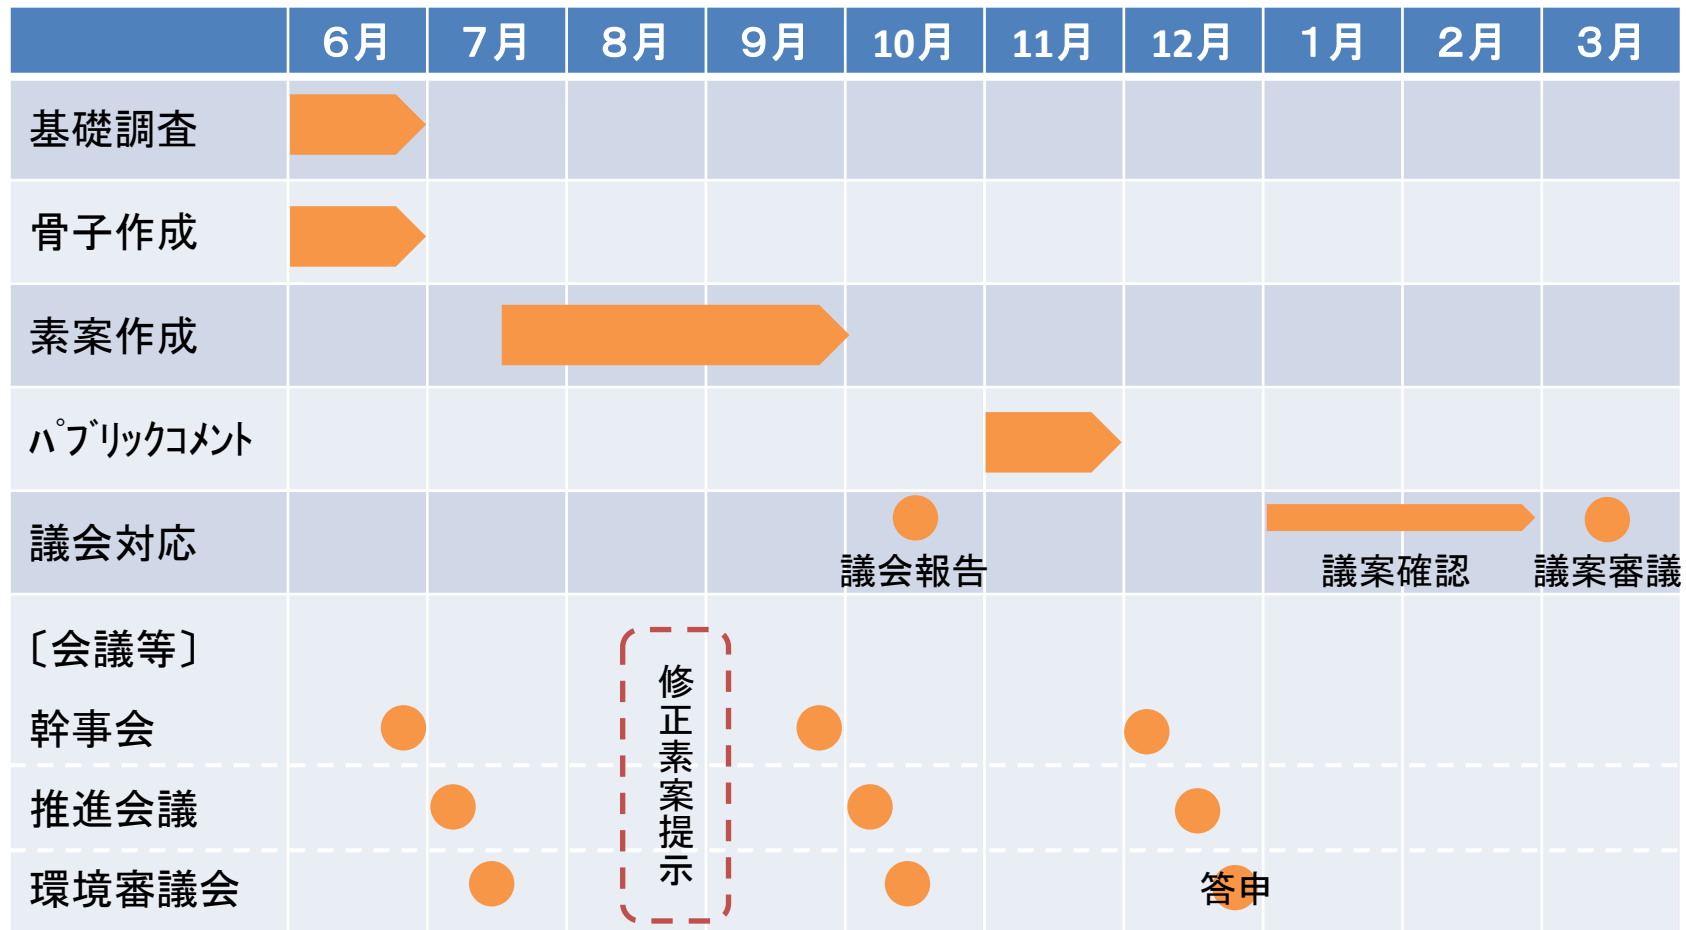 ６月 ７月 ８月 ９月 10月 11月 12月 １月 ２月 ３月
基礎調査
骨子作成
素案作成
ﾊﾟﾌﾞﾘｯｸｺﾒﾝﾄ
議会対応
議会報告 議案確認 議案審議
〔会議等〕
幹事会
推進会議
環境審議会
修正素案提示
答申